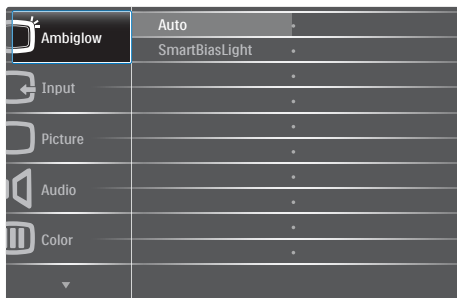 Ambiglow
Auto
SmartBiasLight
Input
Picture
Audio
Color